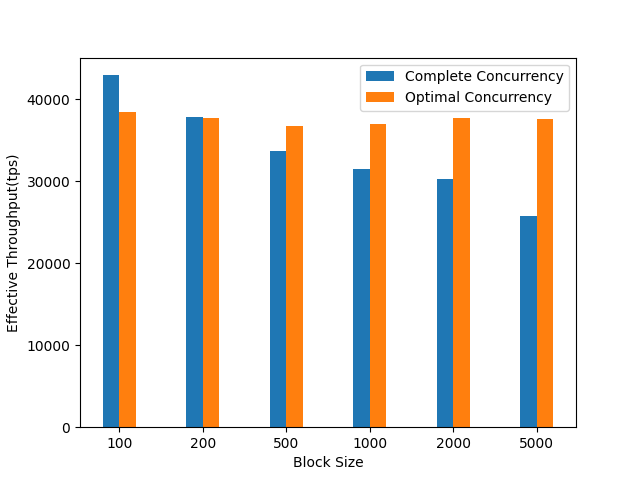 Complete Concurrency
Optimal Concurrency
Effective Throughput(tps)
40000
30000
20000
10000
0
100 200 500 1000 2000 5000
Block Size